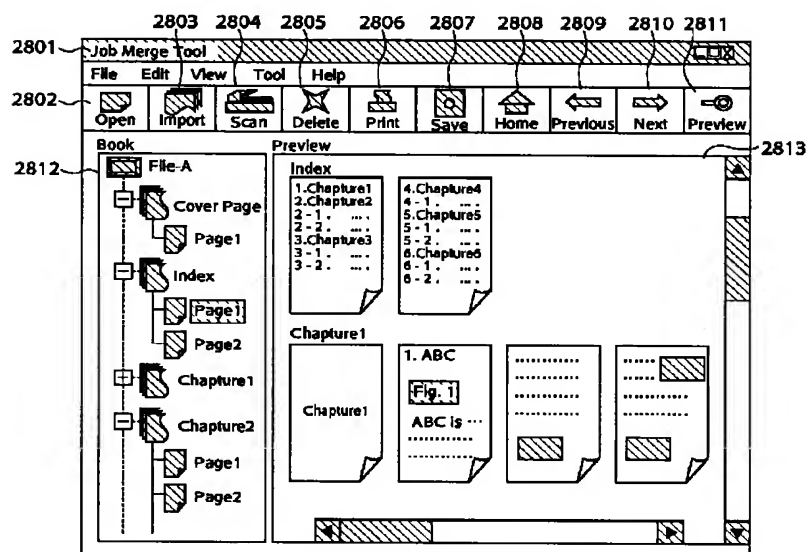 2803 2804 2805 2806 2807 2808 2809 2810 2811
2801
Job Merge Tool
File Edit View Tool Help
2802
Open Import Scan Delete Print Save Home Previous Next Preview
Book Preview
2813
2812
File-A
Cover Page
Page1
Index
Page1
Page2
Chapture1
Chapture2
Page1
Page2
Index
1.Chapture1
2.Chapture2
2 - 1 . .... .
2 - 2 . .... .
3.Chapture3
3 - 1 . .... .
3 - 2 . .... .
4.Chapture4
4 - 1 . .... .
5.Chapture5
5 - 1 . .... .
5 - 2 . .... .
6.Chapture6
6 - 1 . .... .
6 - 2 . .... .
Chapture1
Chapture1
1. ABC
Fig. 1
ABC is ...